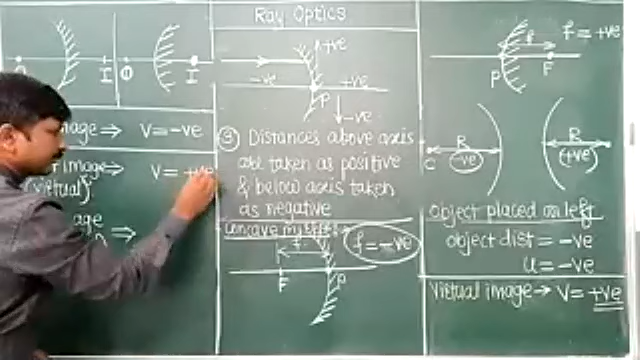 Ray Optics
O I O I
mage ⇒ V = -ve
image ⇒ V = +ve
(virtual)
age
⇒
+ve
-ve +ve
P
-ve
③ Distances above axis
are taken as positive
& below axis taken
as negative
Concave mirror:→
f f = -ve
F P
f f = +ve
P F
R R
C (-ve) (+ve)
Object placed on left
object dist = -ve
u = -ve
Virtual image → V = +ve